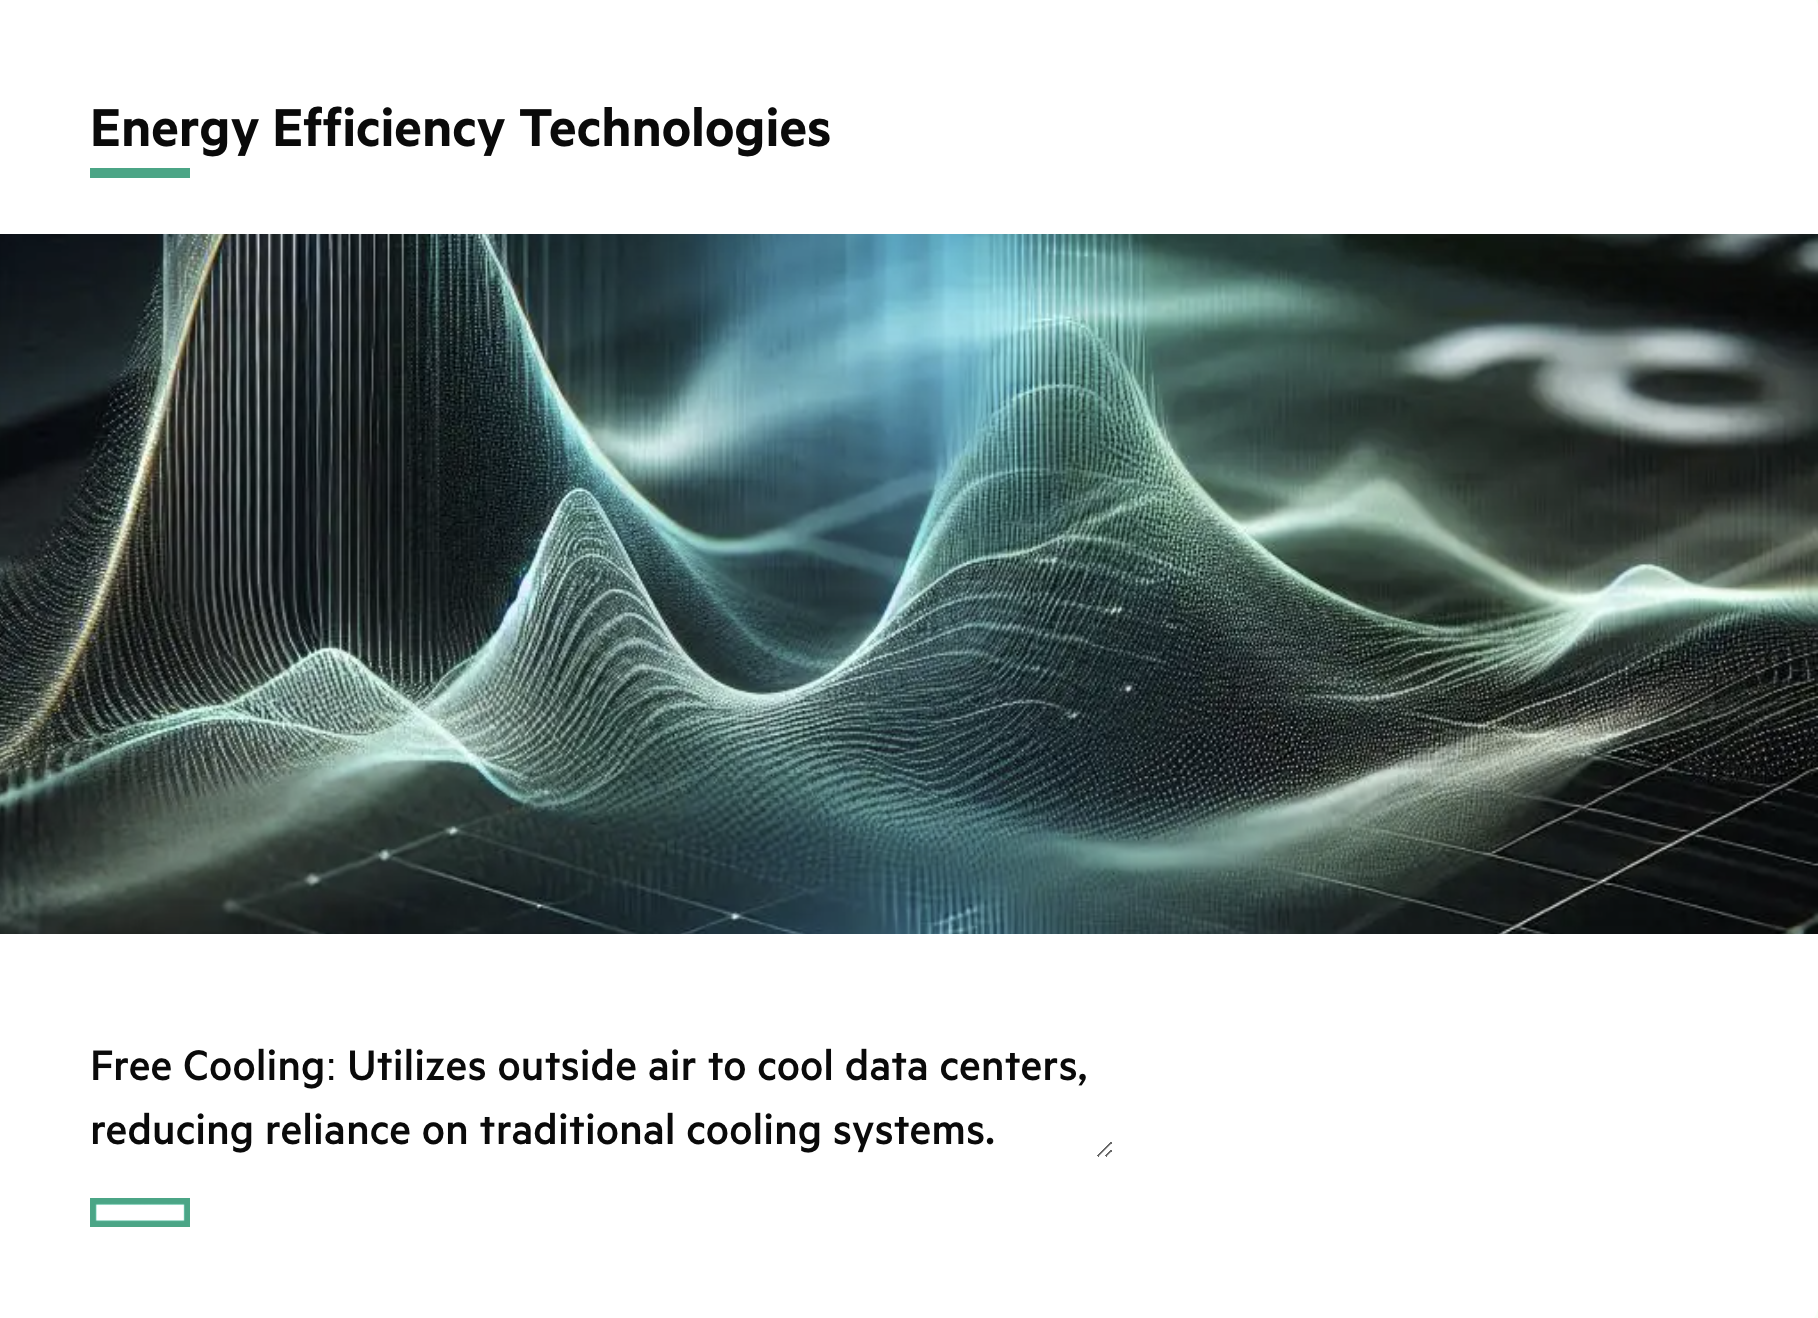 Energy Efficiency Technologies
Free Cooling: Utilizes outside air to cool data centers,
reducing reliance on traditional cooling systems.